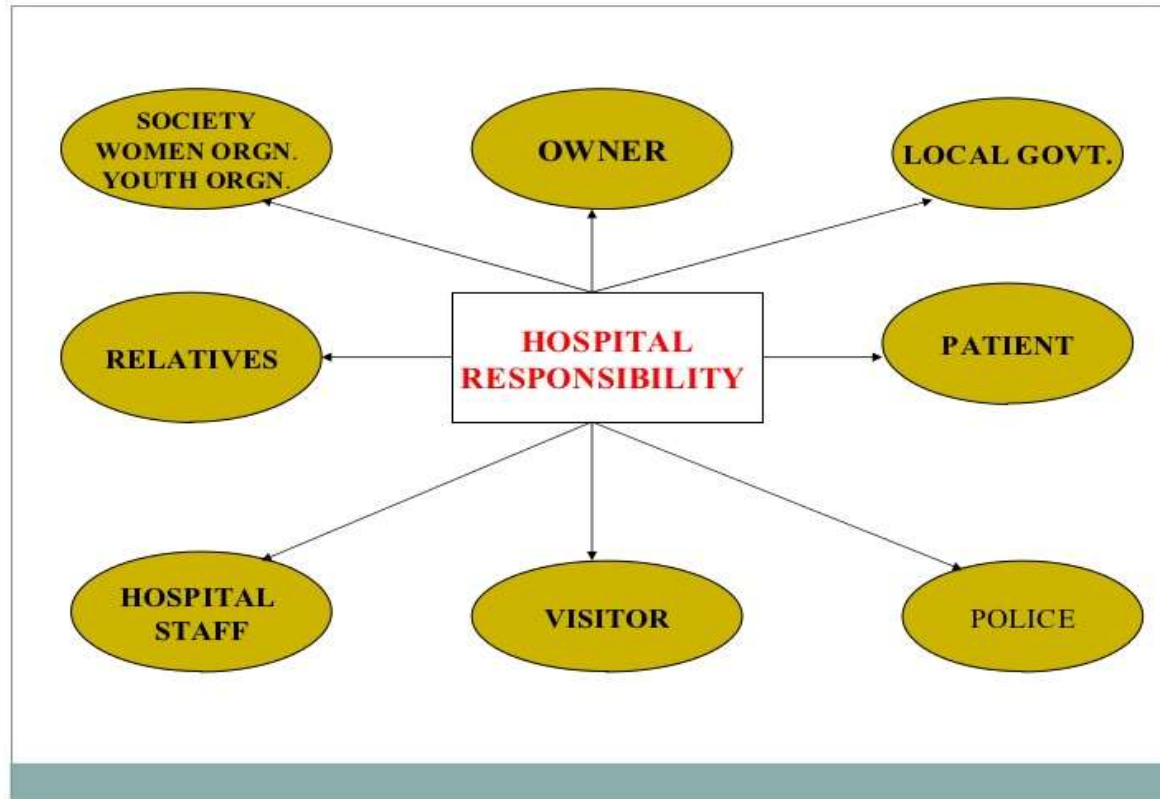 SOCIETY
WOMEN ORGN.
YOUTH ORGN.
OWNER
LOCAL GOVT.
RELATIVES
HOSPITAL
RESPONSIBILITY
PATIENT
HOSPITAL
STAFF
VISITOR
POLICE